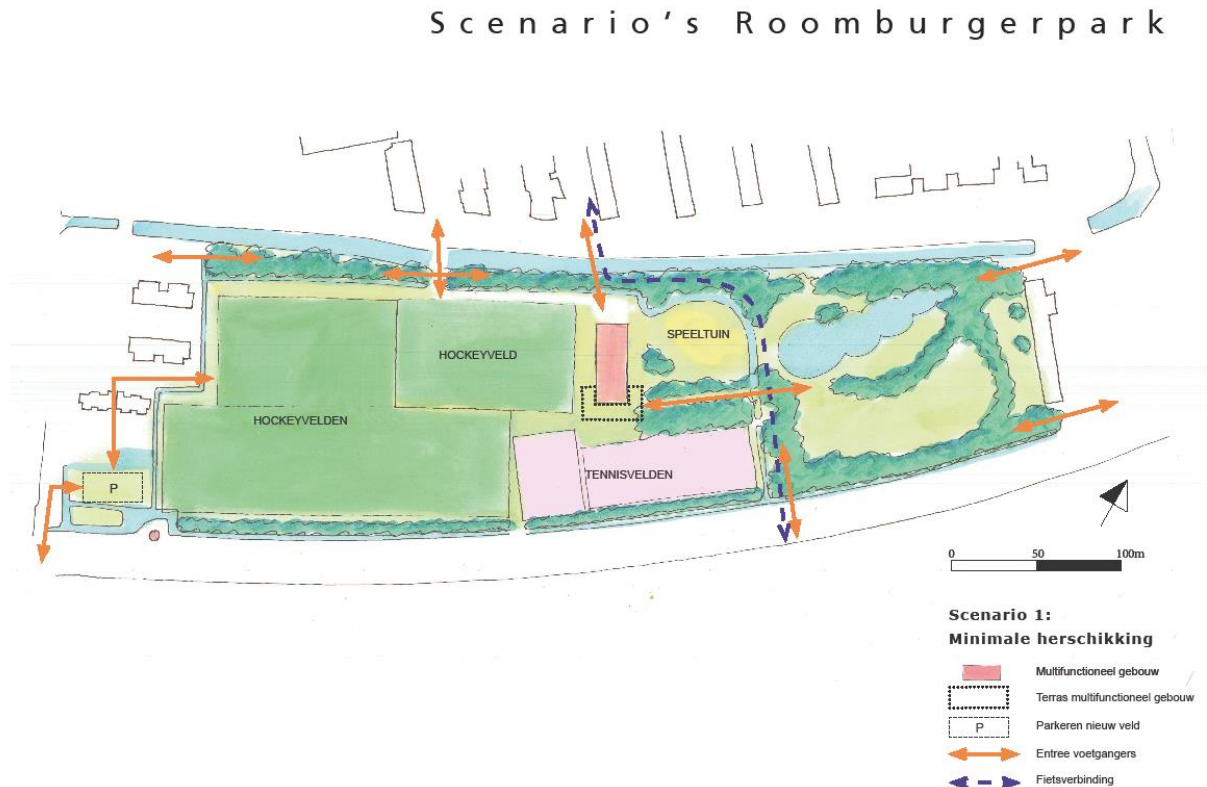 Scenario's Roomburgerpark
SPEELTUIN
HOCKEYVELD
HOCKEYVELDEN
TENNISVELDEN
P
0 50 100m
Scenario 1:
Minimale herschikking
Multifunctioneel gebouw
Terras multifunctioneel gebouw
P Parkeren nieuw veld
Entree voetgangers
Fietsverbinding